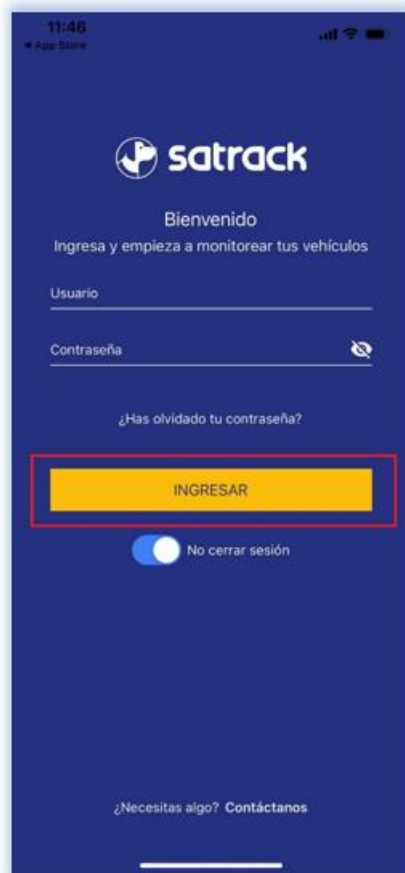 11:46
◀ App Store
satrack
Bienvenido
Ingresa y empieza a monitorear tus vehículos
Usuario
Contraseña
¿Has olvidado tu contraseña?
INGRESAR
No cerrar sesión
¿Necesitas algo? Contáctanos